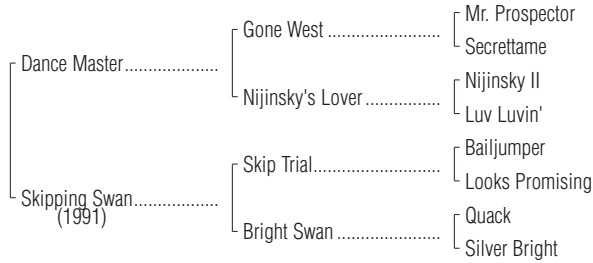 Dance Master....................
Skipping Swan..................
(1991)
Gone West ........................
Nijinsky's Lover................
Skip Trial...........................
Bright Swan ......................
Mr. Prospector
Secrettame
Nijinsky II
Luv Luvin'
Bailjumper
Looks Promising
Quack
Silver Bright